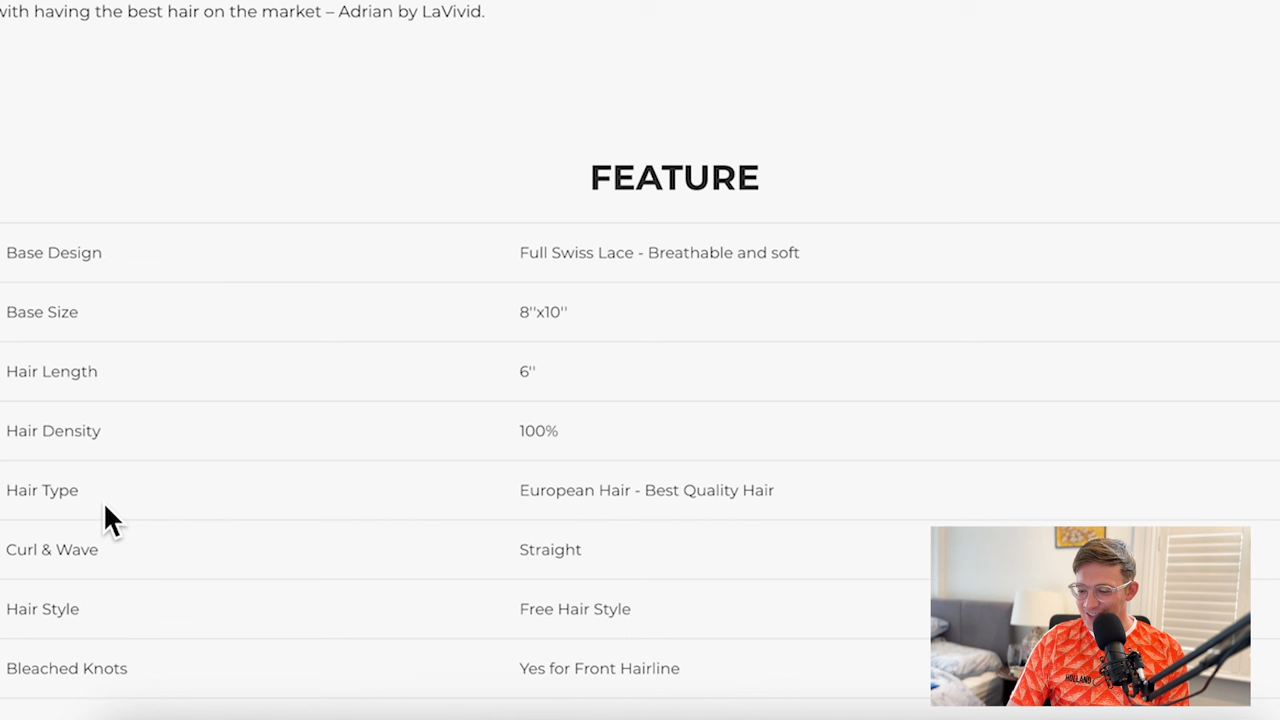 with having the best hair on the market – Adrian by LaVivid.
FEATURE
Base Design Full Swiss Lace - Breathable and soft
Base Size 8''x10''
Hair Length 6''
Hair Density 100%
Hair Type European Hair - Best Quality Hair
Curl & Wave Straight
Hair Style Free Hair Style
Bleached Knots Yes for Front Hairline
HOLLAND